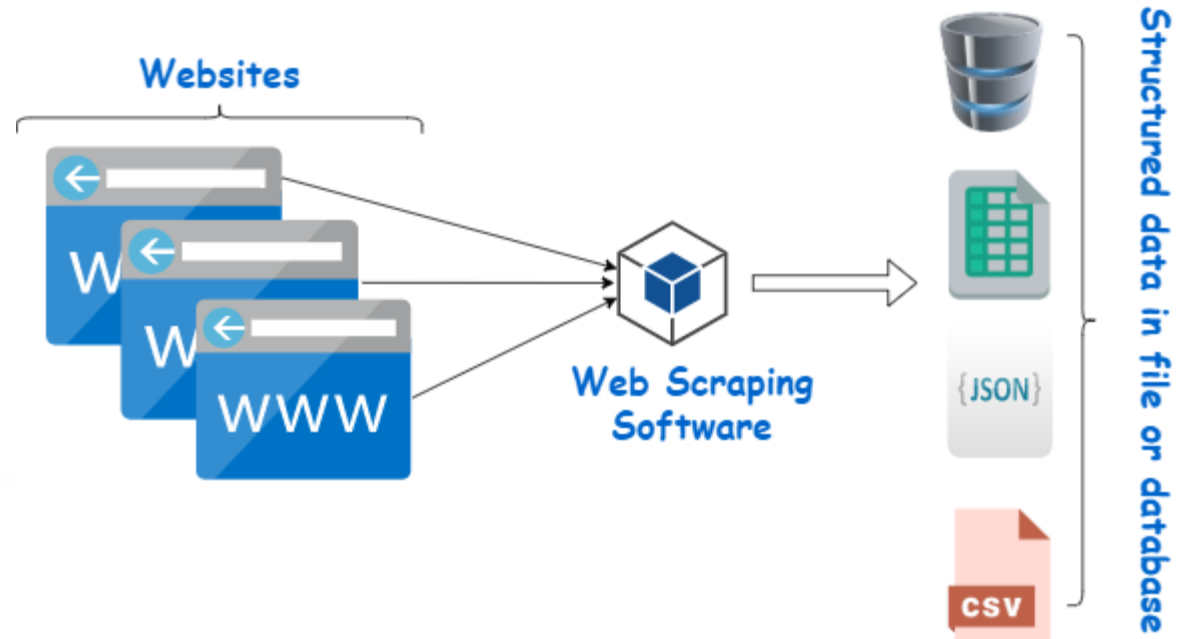 Websites
W
W
WWW
Web Scraping
Software
{JSON}
CSV
Structured data in file or database